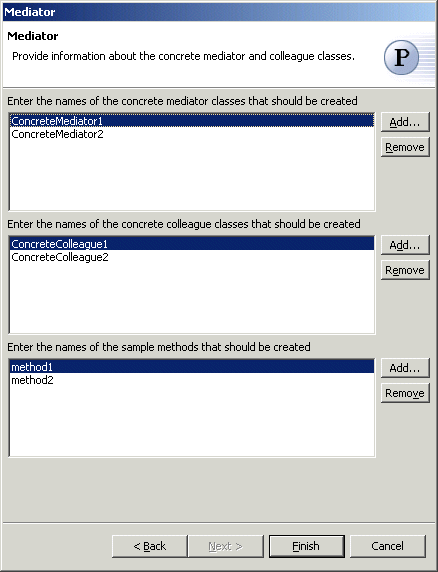 Mediator
Mediator
Provide information about the concrete mediator and colleague classes.
P
Enter the names of the concrete mediator classes that should be created
ConcreteMediator1
ConcreteMediator2
Add...
Remove
Enter the names of the concrete colleague classes that should be created
ConcreteColleague1
ConcreteColleague2
Add...
Remove
Enter the names of the sample methods that should be created
method1
method2
Add...
Remove
< Back
Next >
Finish
Cancel